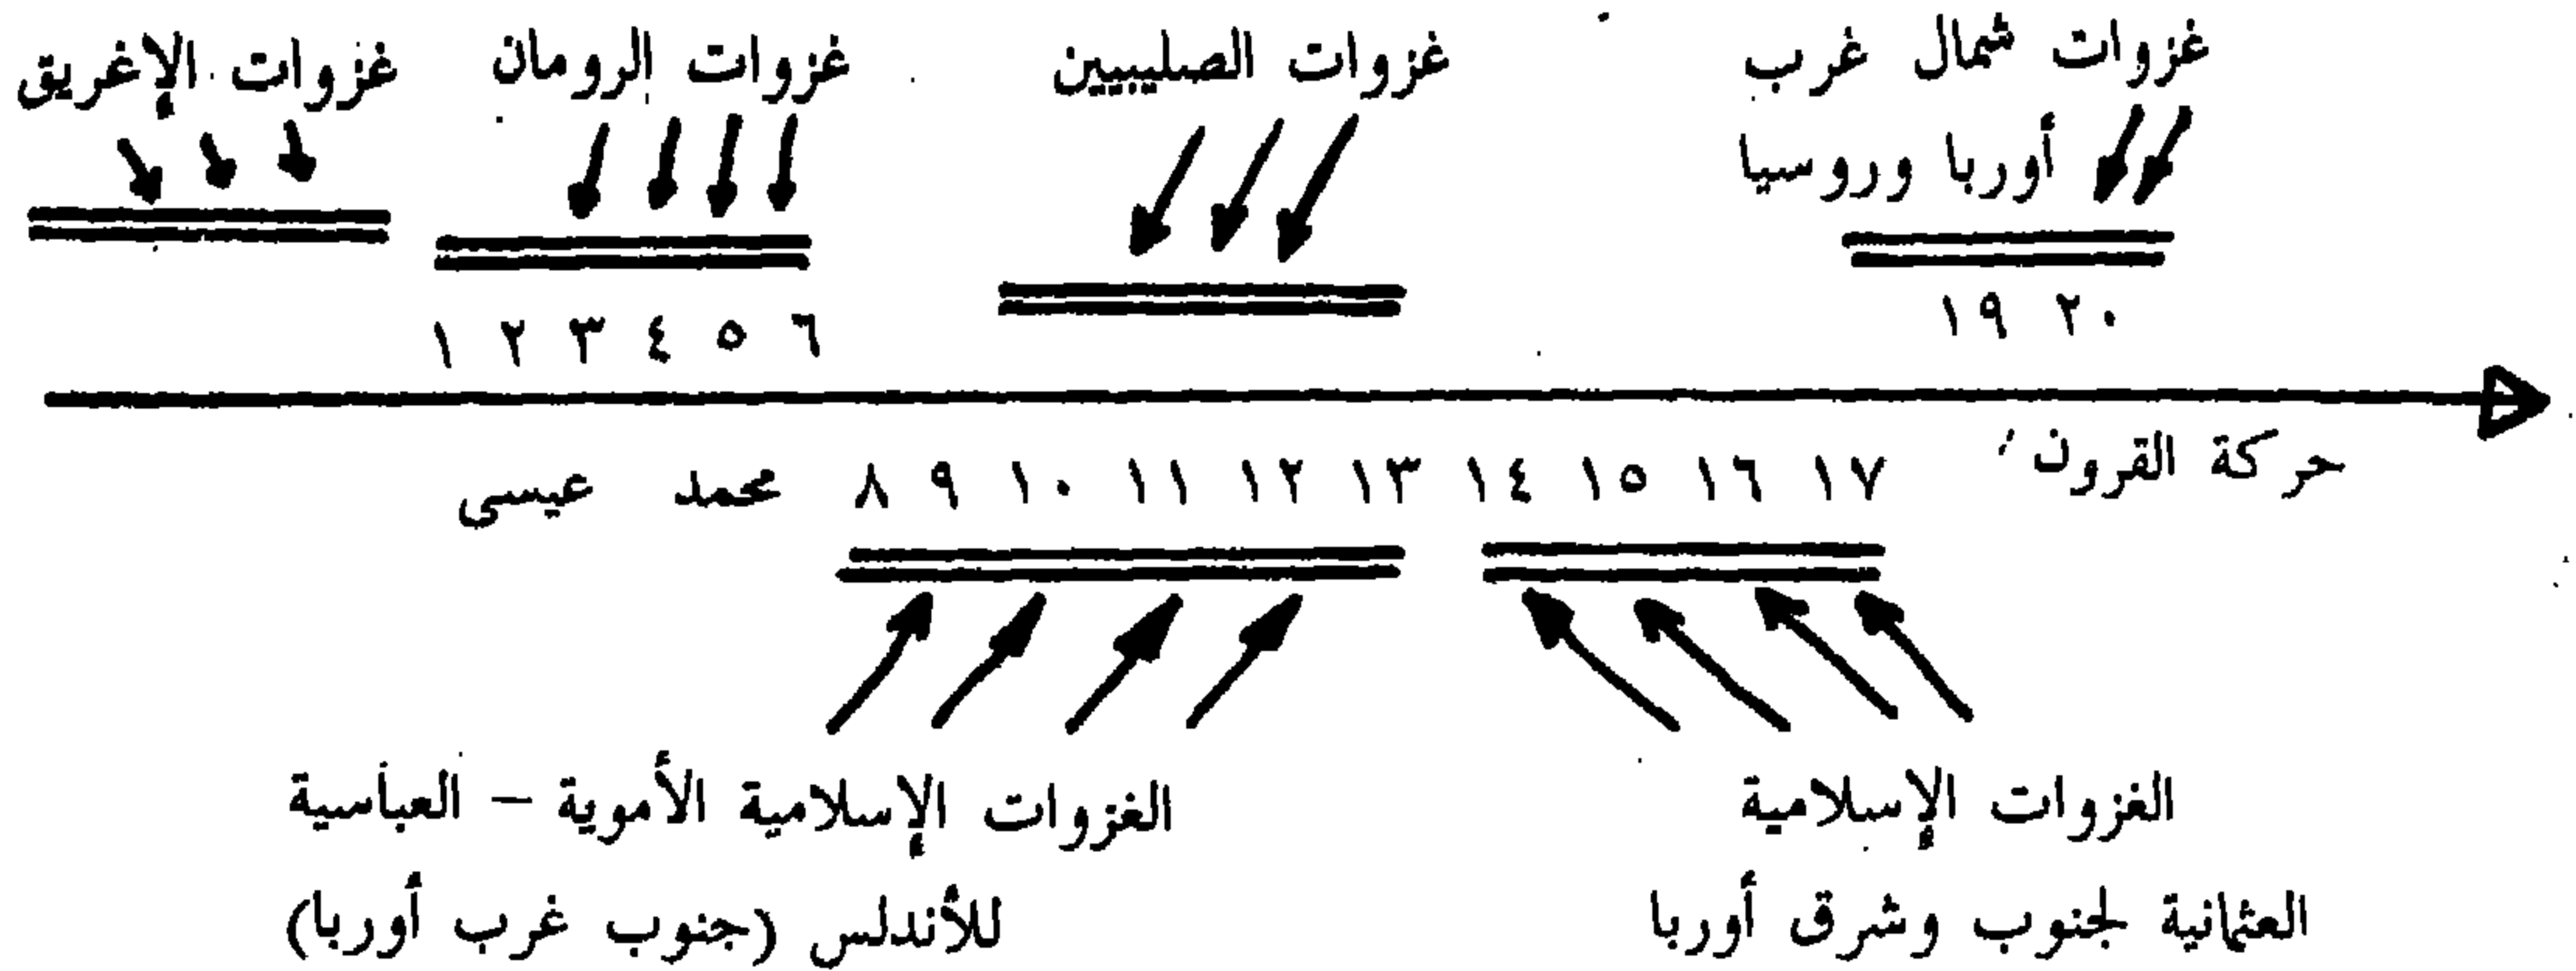 غزوات الإغريق
غزوات الرومان
غزوات الصليبيين
غزوات شمال غرب
أوربا وروسيا
١ ٢ ٣ ٤ ٥ ٦
١٩ ٢٠
حركة القرون
عيسى محمد ٨ ٩ ١٠ ١١ ١٢ ١٣ ١٤ ١٥ ١٦ ١٧
الغزوات الإسلامية الأموية – العباسية
للأندلس (جنوب غرب أوربا)
الغزوات الإسلامية
العثمانية لجنوب وشرق أوربا